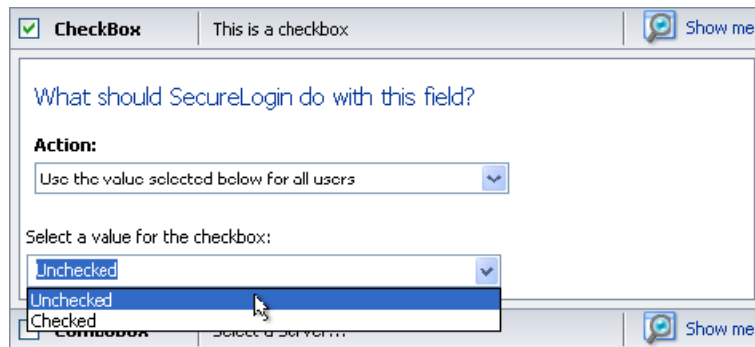 CheckBox This is a checkbox Show me
What should SecureLogin do with this field?
Action:
Use the value selected below for all users
Select a value for the checkbox:
Unchecked
Unchecked
Checked
Show me